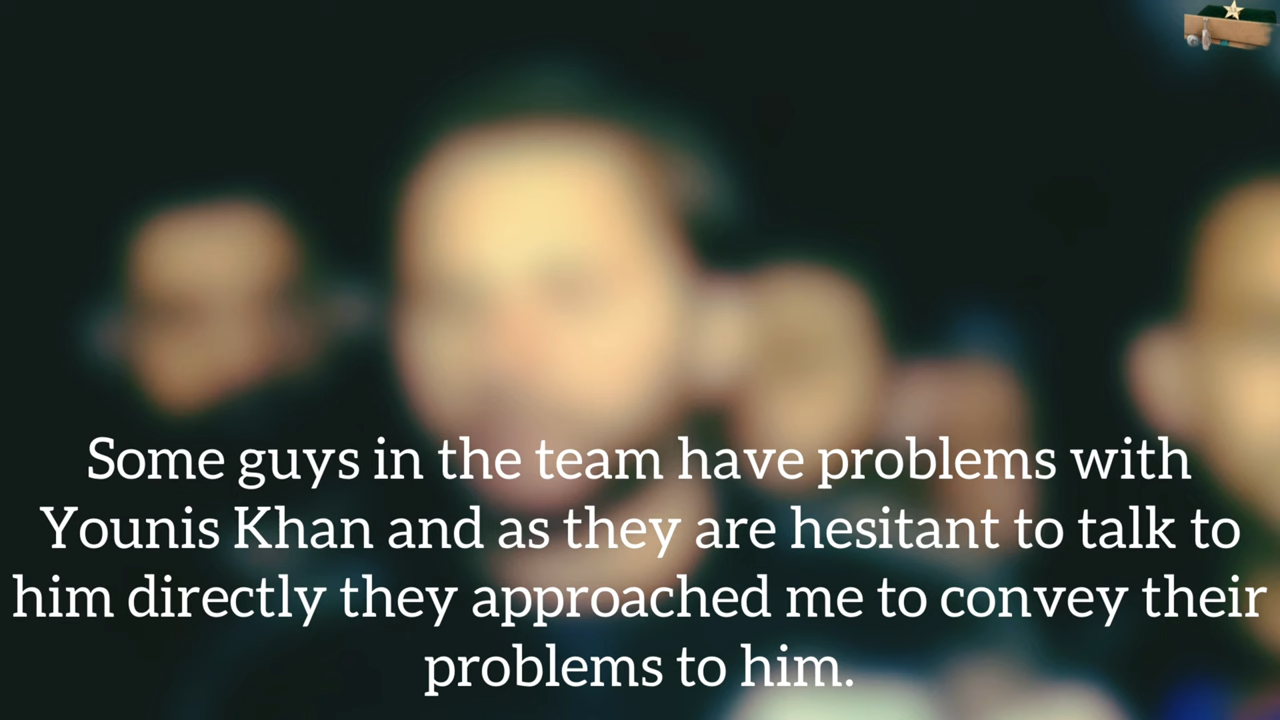 Some guys in the team have problems with
Younis Khan and as they are hesitant to talk to
him directly they approached me to convey their
problems to him.